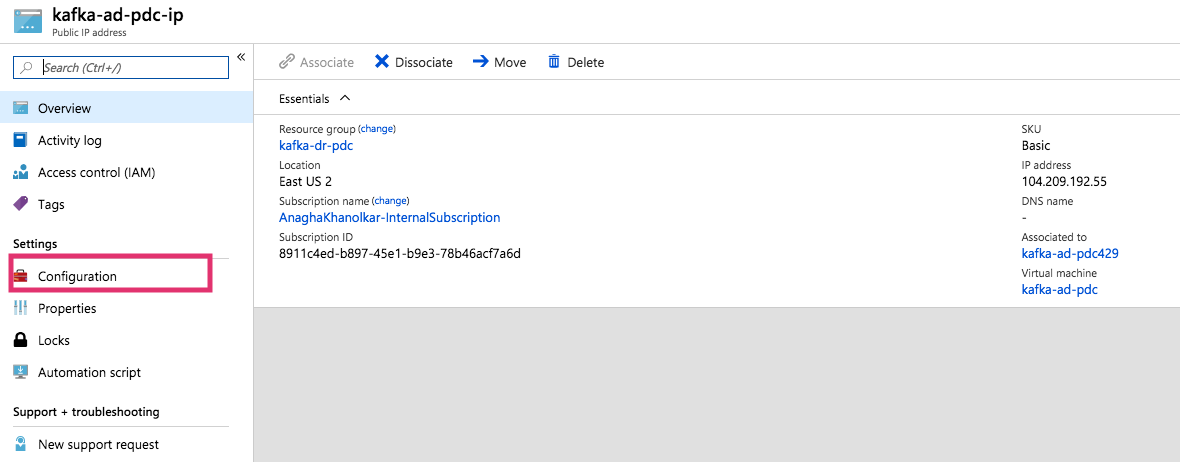 kafka-ad-pdc-ip
Public IP address
Search (Ctrl+/)
«
Overview
Activity log
Access control (IAM)
Tags
Settings
Configuration
Properties
Locks
Automation script
Support + troubleshooting
New support request
Associate Dissociate Move Delete
Essentials
Resource group (change)
kafka-dr-pdc
Location
East US 2
Subscription name (change)
AnaghaKhanolkar-InternalSubscription
Subscription ID
8911c4ed-b897-45e1-b9e3-78b46acf7a6d
SKU
Basic
IP address
104.209.192.55
DNS name
-
Associated to
kafka-ad-pdc429
Virtual machine
kafka-ad-pdc